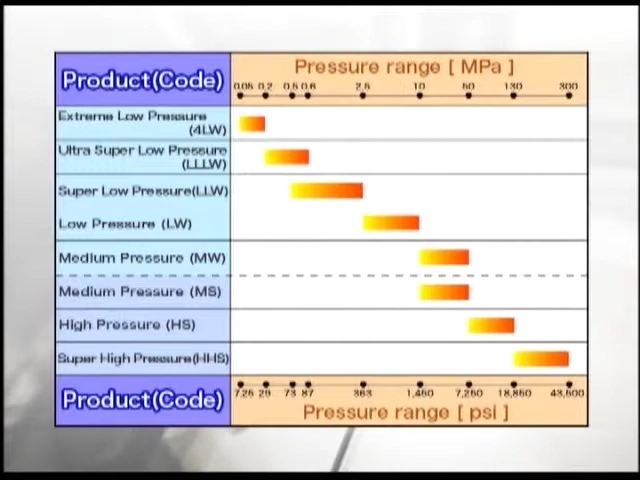 Product(Code)
Pressure range [ MPa ]
0.05 0.2 0.5 0.6 2.5 10 50 130 300
Extreme Low Pressure
(4LW)
Ultra Super Low Pressure
(LLLW)
Super Low Pressure(LLW)
Low Pressure (LW)
Medium Pressure (MW)
Medium Pressure (MS)
High Pressure (HS)
Super High Pressure(HHS)
Product(Code)
7.25 29 73 87 363 1,450 7,250 18,850 43,500
Pressure range [ psi ]